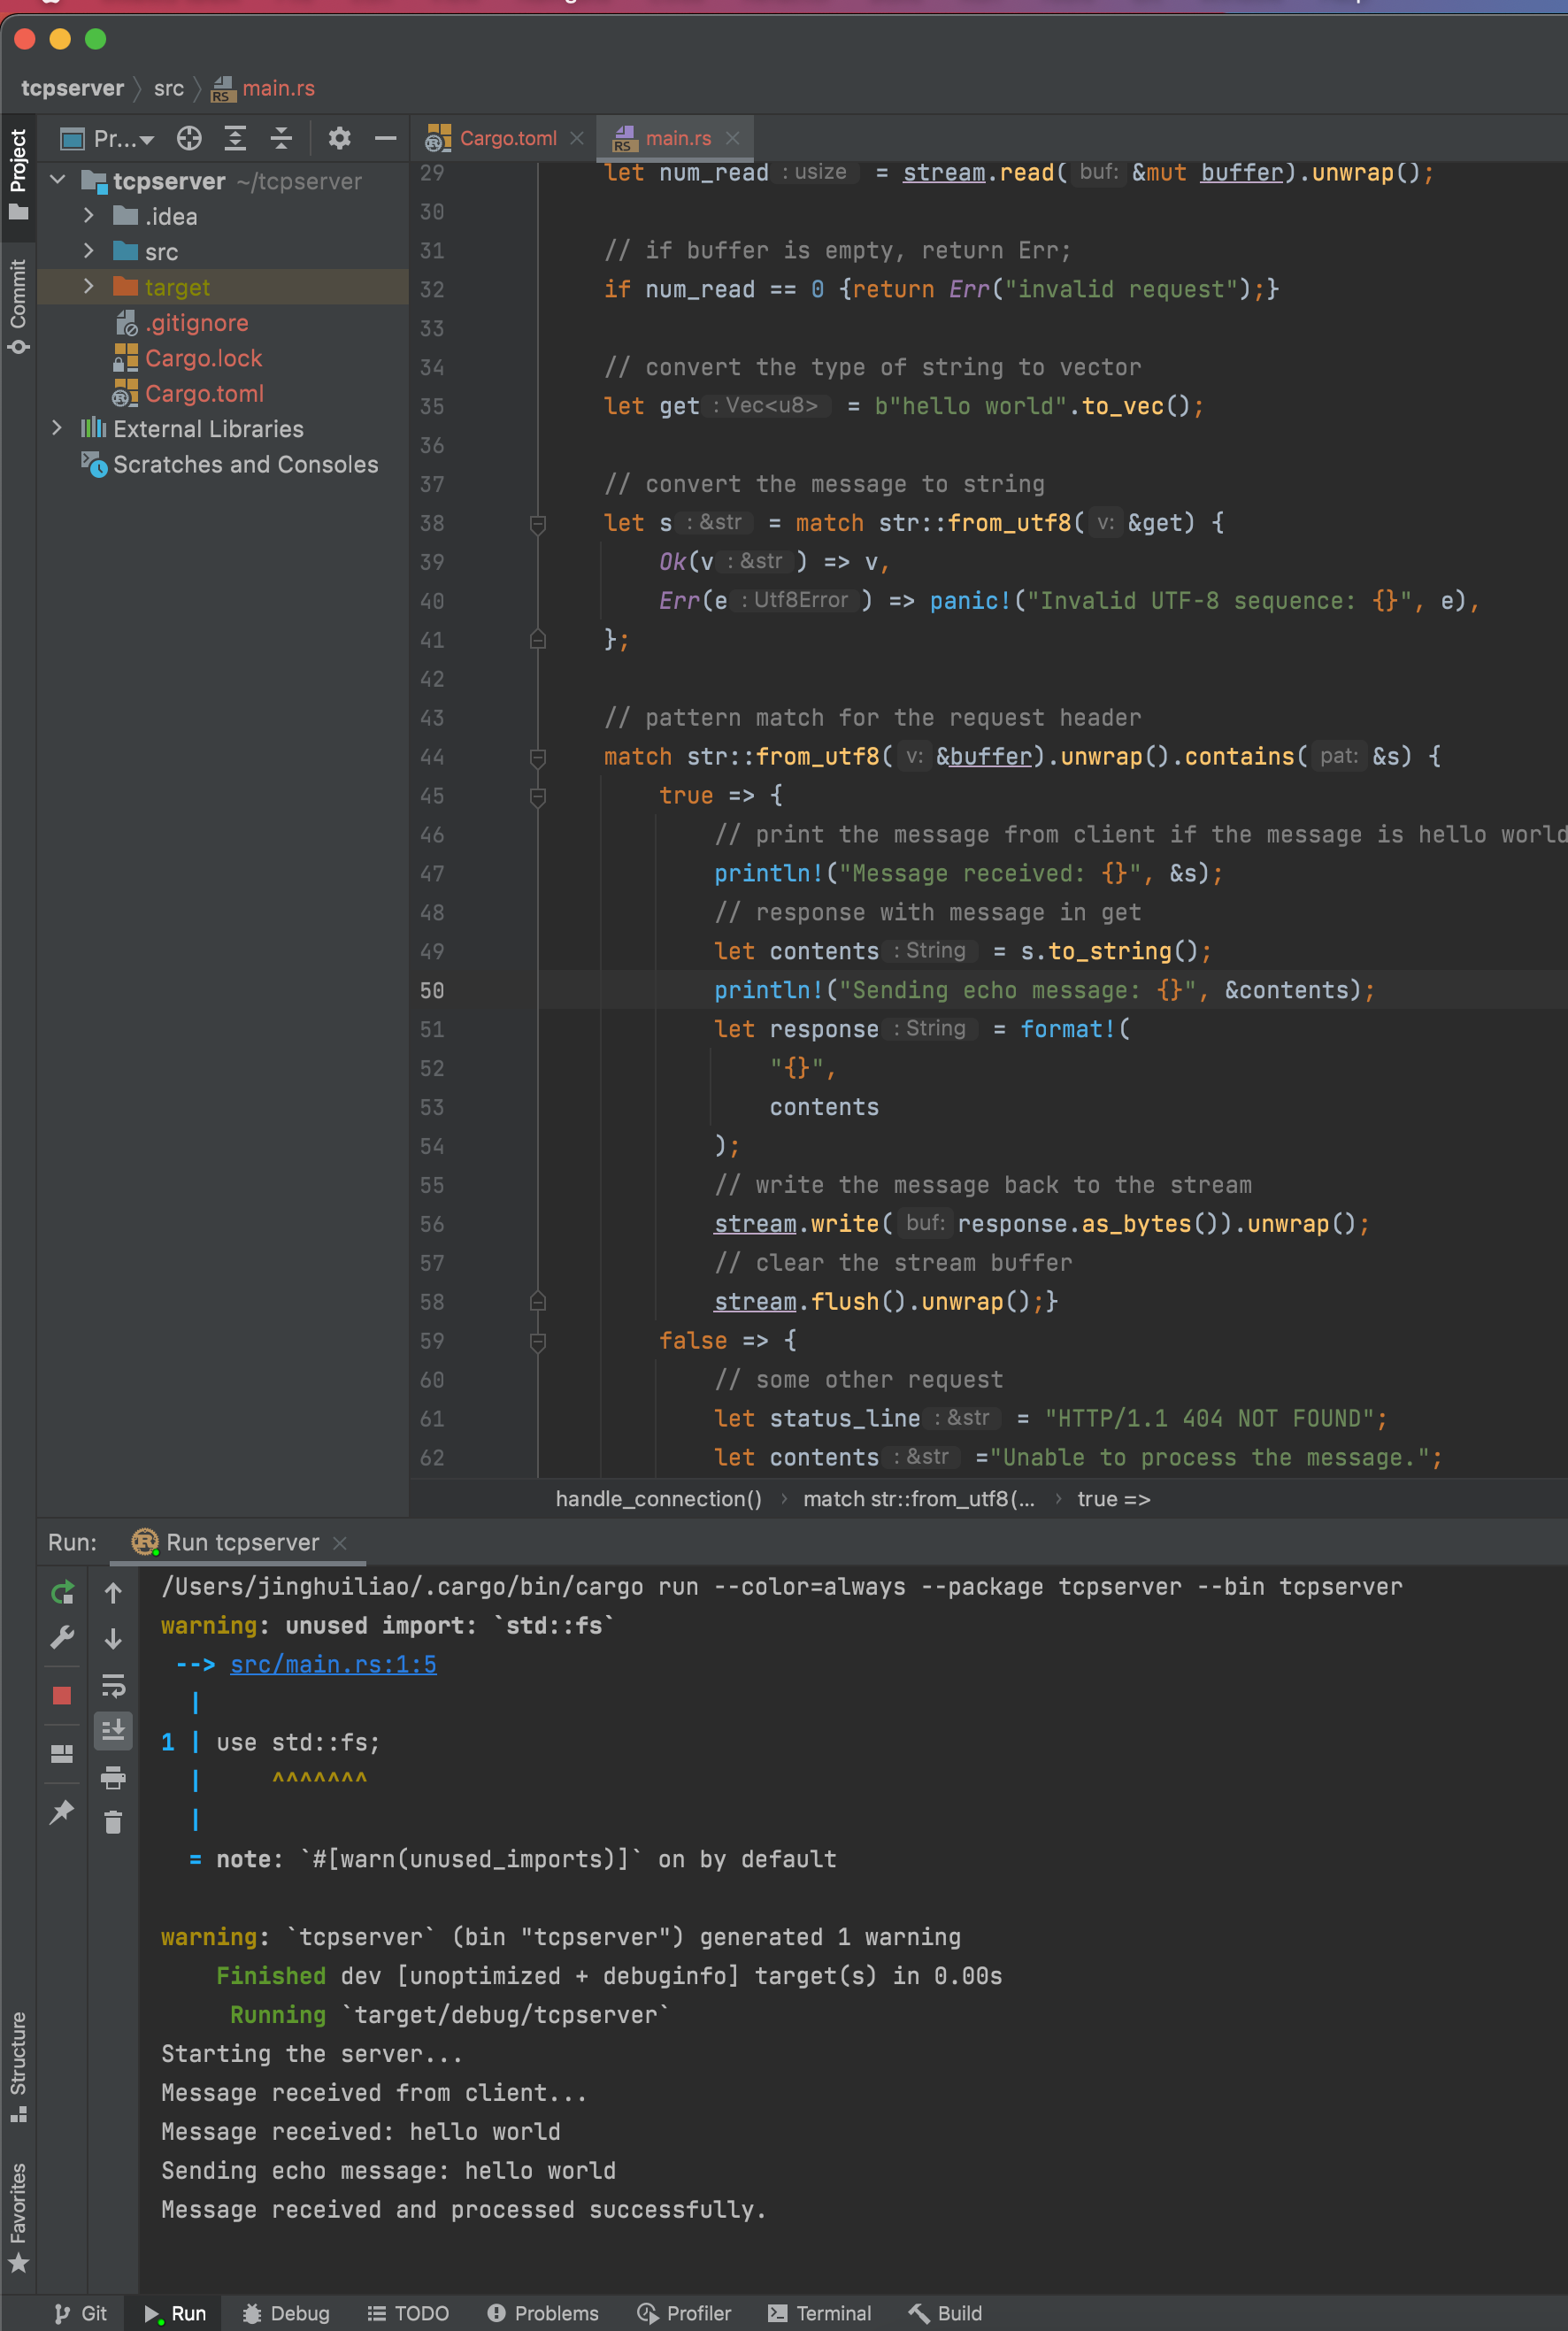 tcpserver src main.rs
Project
Commit
Structure
Favorites
Pr...
Cargo.toml
main.rs
tcpserver ~/tcpserver
.idea
src
target
.gitignore
Cargo.lock
Cargo.toml
External Libraries
Scratches and Consoles
29 let num_read : usize = stream.read( buf: &mut buffer).unwrap();
30
31 // if buffer is empty, return Err;
32 if num_read == 0 {return Err("invalid request");}
33
34 // convert the type of string to vector
35 let get : Vec<u8> = b"hello world".to_vec();
36
37 // convert the message to string
38 let s : &str = match str::from_utf8( v: &get) {
39 Ok(v : &str ) => v,
40 Err(e : Utf8Error ) => panic!("Invalid UTF-8 sequence: {}", e),
41 };
42
43 // pattern match for the request header
44 match str::from_utf8( v: &buffer).unwrap().contains( pat: &s) {
45 true => {
46 // print the message from client if the message is hello world
47 println!("Message received: {}", &s);
48 // response with message in get
49 let contents : String = s.to_string();
50 println!("Sending echo message: {}", &contents);
51 let response : String = format!(
52 "{}",
53 contents
54 );
55 // write the message back to the stream
56 stream.write( buf: response.as_bytes()).unwrap();
57 // clear the stream buffer
58 stream.flush().unwrap();}
59 false => {
60 // some other request
61 let status_line : &str = "HTTP/1.1 404 NOT FOUND";
62 let contents : &str ="Unable to process the message.";
handle_connection() › match str::from_utf8(... › true =>
Run: Run tcpserver
/Users/jinghuiliao/.cargo/bin/cargo run --color=always --package tcpserver --bin tcpserver
warning: unused import: `std::fs`
--> src/main.rs:1:5
|
1 | use std::fs;
| ^^^^^^^
|
= note: `#[warn(unused_imports)]` on by default
warning: `tcpserver` (bin "tcpserver") generated 1 warning
Finished dev [unoptimized + debuginfo] target(s) in 0.00s
Running `target/debug/tcpserver`
Starting the server...
Message received from client...
Message received: hello world
Sending echo message: hello world
Message received and processed successfully.
Git Run Debug TODO Problems Profiler Terminal Build